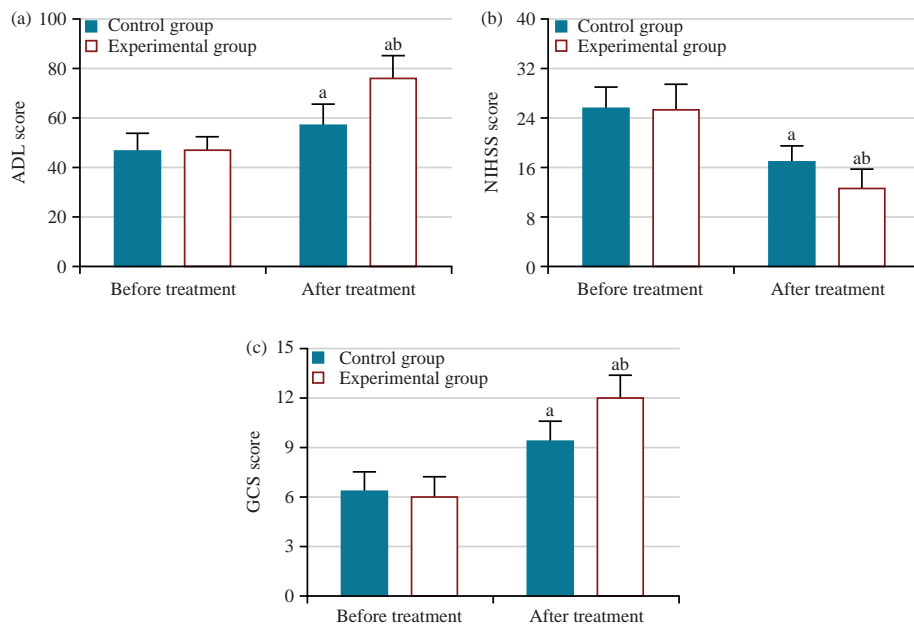 (a)
100
80
60
40
20
0
ADL score
Control group
Experimental group
a
ab
Before treatment
After treatment
(b)
40
32
24
16
8
0
NIHSS score
Control group
Experimental group
a
ab
Before treatment
After treatment
(c)
15
12
9
6
3
0
GCS score
Control group
Experimental group
a
ab
Before treatment
After treatment